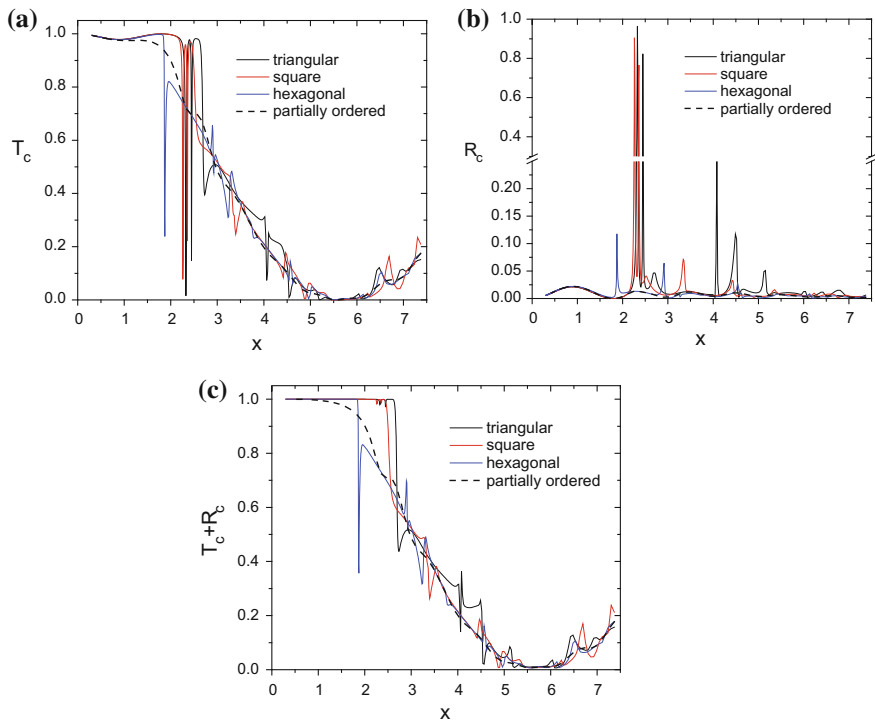 (a)
1.0
0.8
0.6
0.4
0.2
0.0
T_c
triangular
square
hexagonal
partially ordered
0 1 2 3 4 5 6 7
x
(b)
1.0
0.8
0.6
0.4
0.20
0.15
0.10
0.05
0.00
R_c
triangular
square
hexagonal
partially ordered
0 1 2 3 4 5 6 7
x
(c)
1.0
0.8
0.6
0.4
0.2
0.0
T_c+R_c
triangular
square
hexagonal
partially ordered
0 1 2 3 4 5 6 7
x